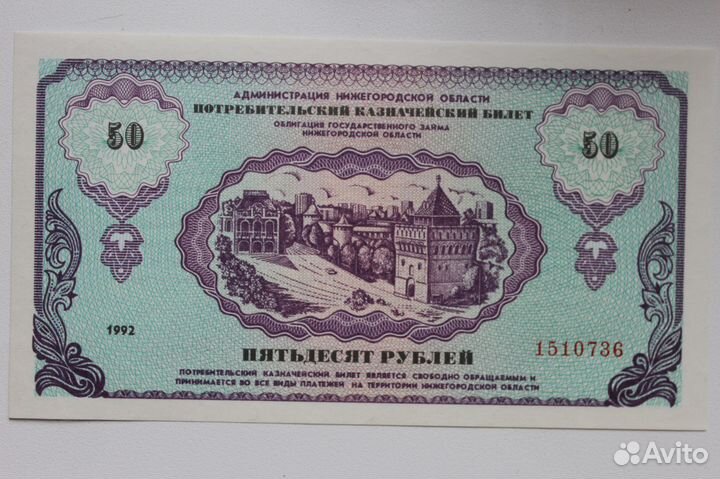 АДМИНИСТРАЦИЯ НИЖЕГОРОДСКОЙ ОБЛАСТИ
ПОТРЕБИТЕЛЬСКИЙ КАЗНАЧЕЙСКИЙ БИЛЕТ
ОБЛИГАЦИЯ ГОСУДАРСТВЕННОГО ЗАЙМА
НИЖЕГОРОДСКОЙ ОБЛАСТИ
50
50
1992
ПЯТЬДЕСЯТ РУБЛЕЙ
1510736
ПОТРЕБИТЕЛЬСКИЙ КАЗНАЧЕЙСКИЙ БИЛЕТ ЯВЛЯЕТСЯ СВОБОДНО ОБРАЩАЕМЫМ И
ПРИНИМАЕТСЯ ВО ВСЕ ВИДЫ ПЛАТЕЖЕЙ НА ТЕРРИТОРИИ НИЖЕГОРОДСКОЙ ОБЛАСТИ
Avito